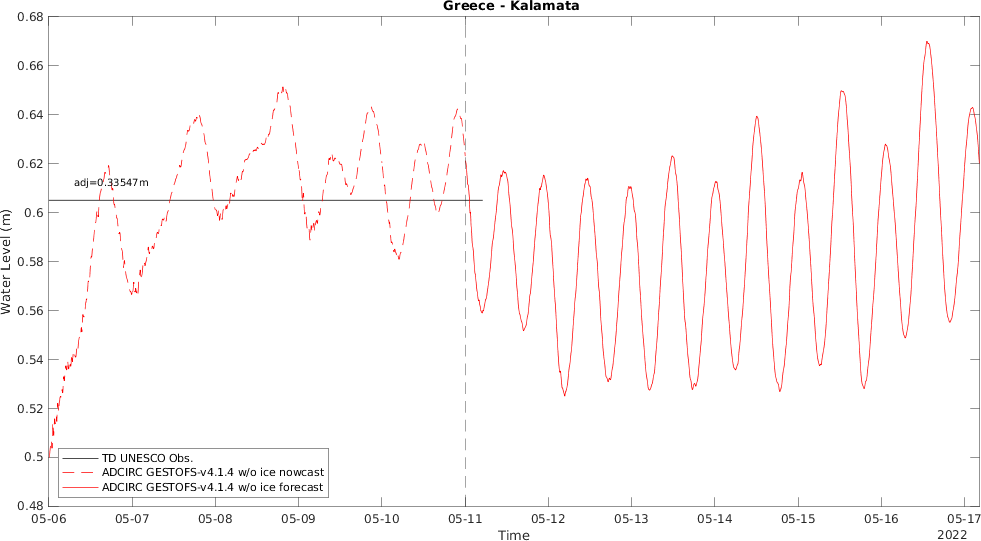 Greece - Kalamata
0.68
0.66
0.64
0.62
0.6
0.58
0.56
0.54
0.52
0.5
0.48
Water Level (m)
adj=0.33547m
TD UNESCO Obs.
ADCIRC GESTOFS-v4.1.4 w/o ice nowcast
ADCIRC GESTOFS-v4.1.4 w/o ice forecast
05-06 05-07 05-08 05-09 05-10 05-11 05-12 05-13 05-14 05-15 05-16 05-17
Time
2022